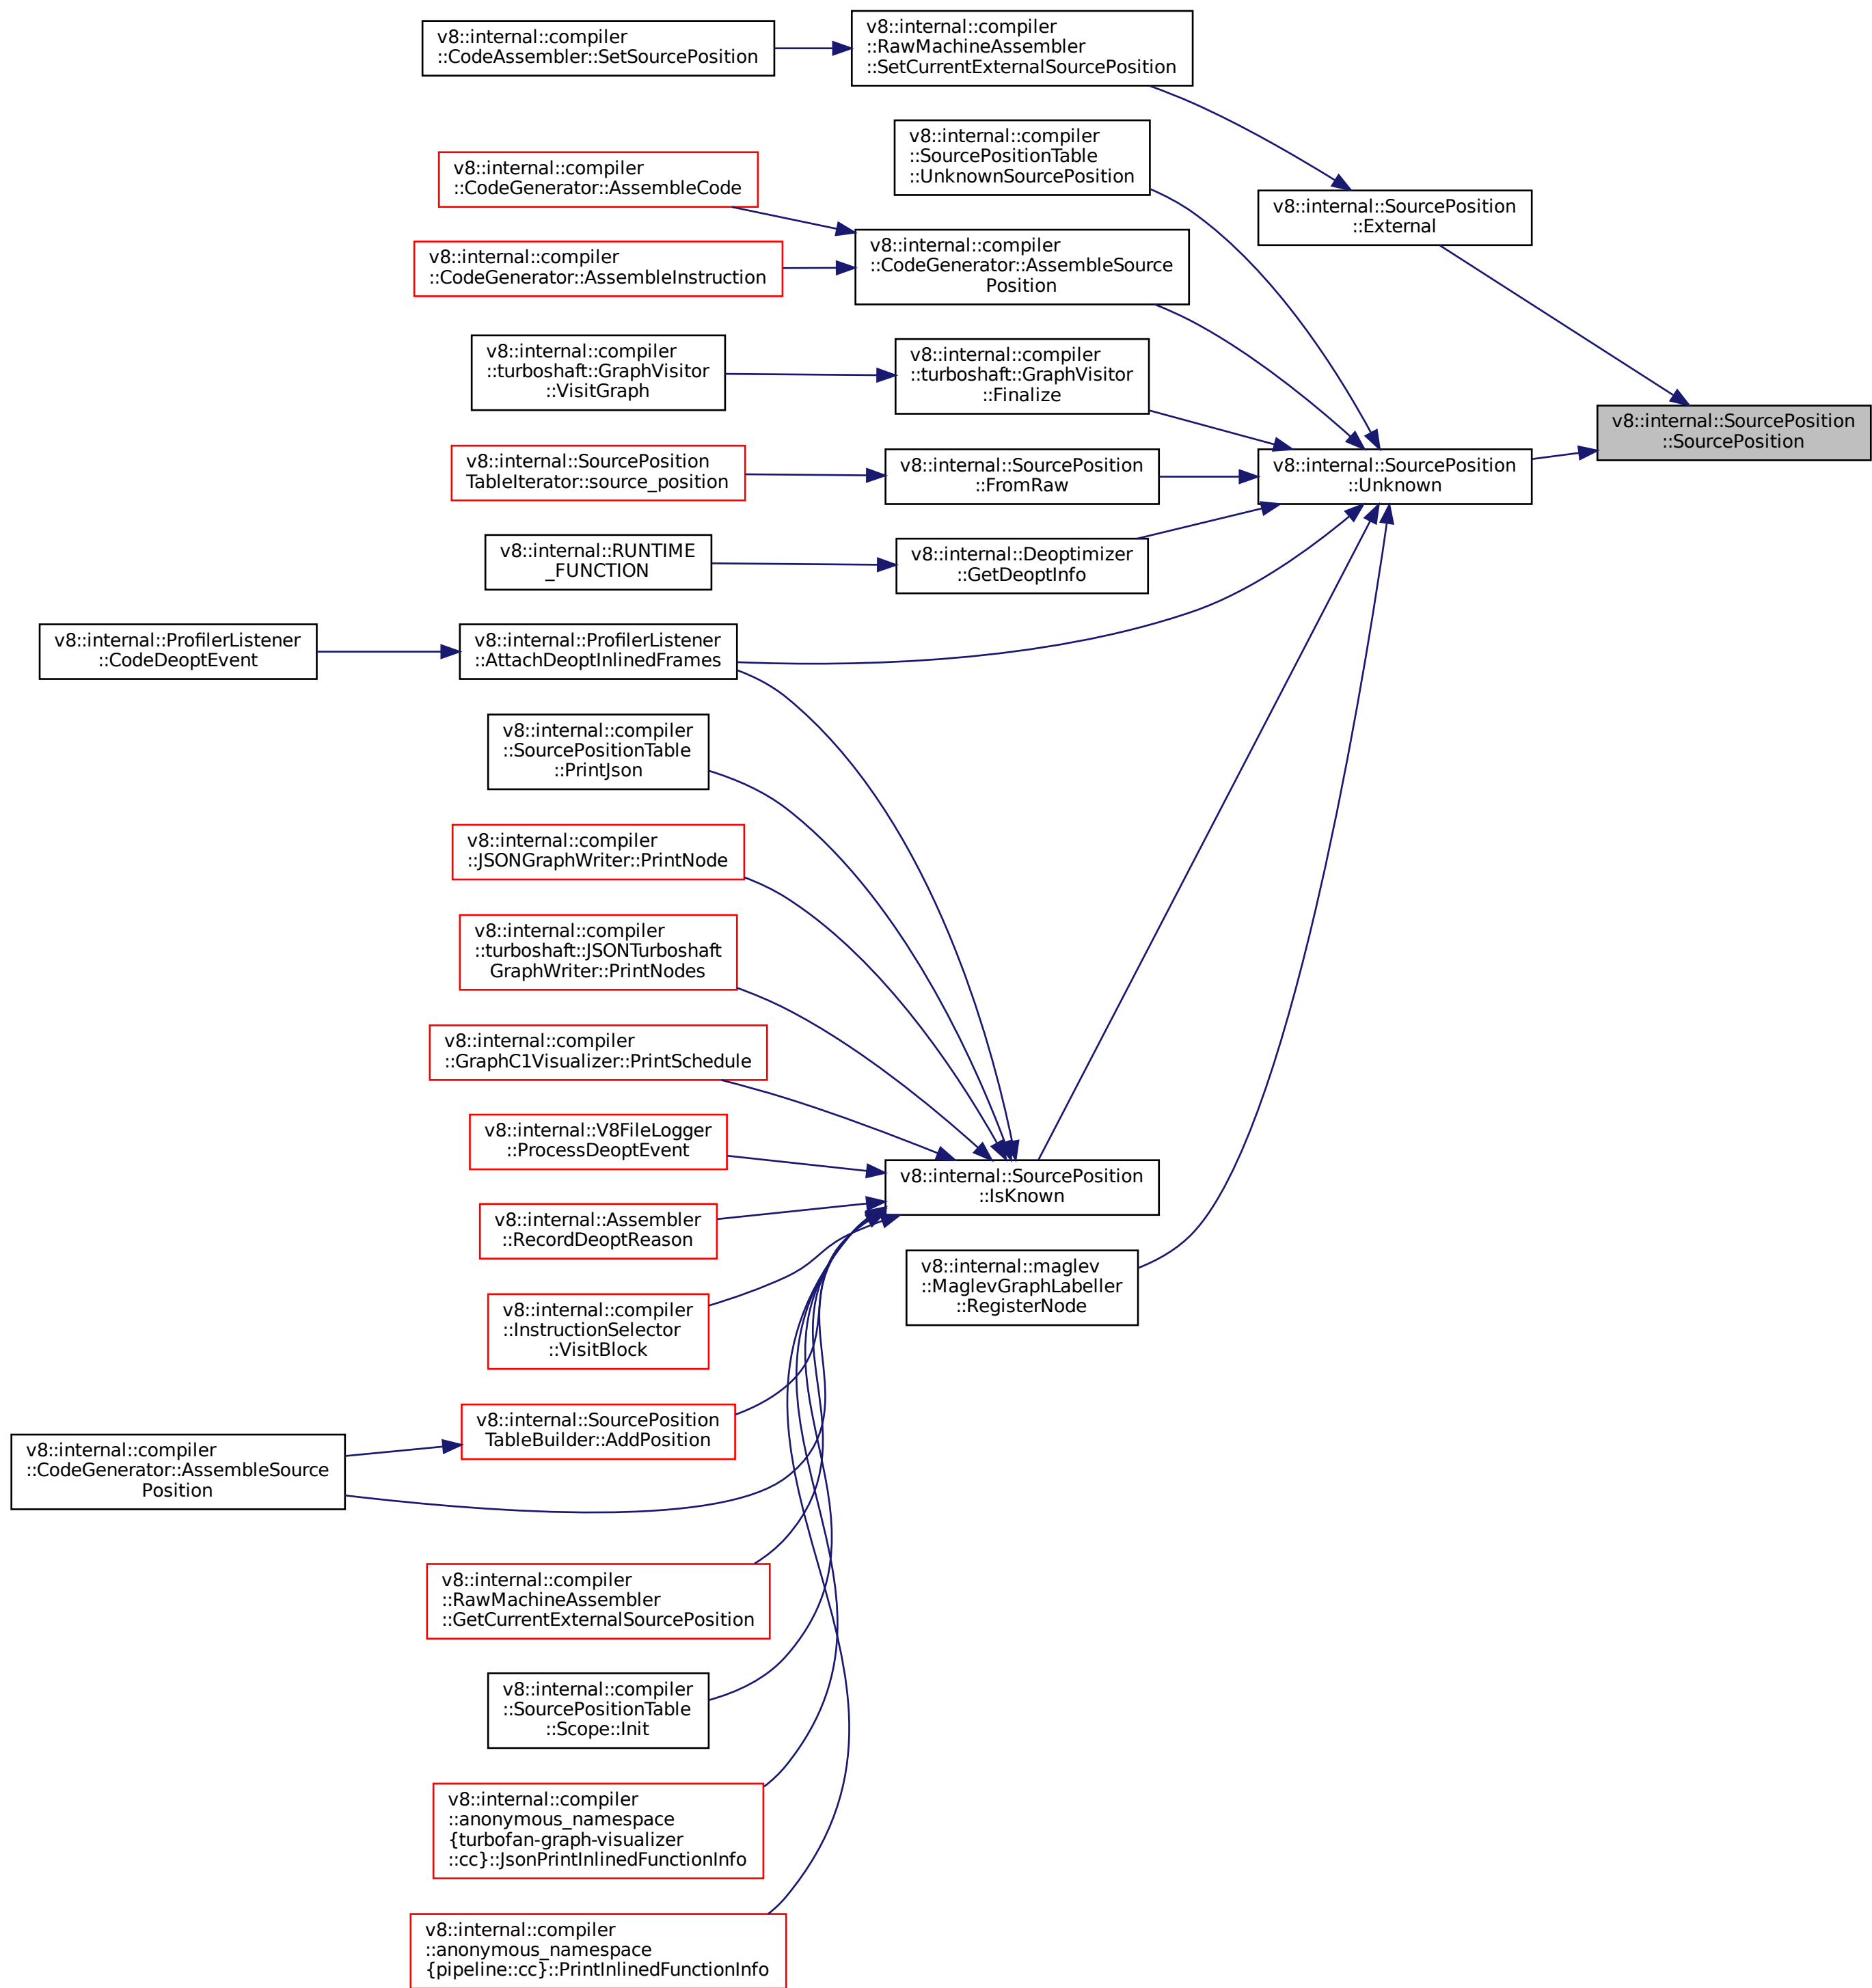 v8::internal::compiler
::CodeAssembler::SetSourcePosition
v8::internal::compiler
::RawMachineAssembler
::SetCurrentExternalSourcePosition
v8::internal::compiler
::SourcePositionTable
::UnknownSourcePosition
v8::internal::compiler
::CodeGenerator::AssembleCode
v8::internal::SourcePosition
::External
v8::internal::compiler
::CodeGenerator::AssembleInstruction
v8::internal::compiler
::CodeGenerator::AssembleSource
Position
v8::internal::compiler
::turboshaft::GraphVisitor
::VisitGraph
v8::internal::compiler
::turboshaft::GraphVisitor
::Finalize
v8::internal::SourcePosition
::SourcePosition
v8::internal::SourcePosition
TableIterator::source_position
v8::internal::SourcePosition
::FromRaw
v8::internal::SourcePosition
::Unknown
v8::internal::RUNTIME
_FUNCTION
v8::internal::Deoptimizer
::GetDeoptInfo
v8::internal::ProfilerListener
::CodeDeoptEvent
v8::internal::ProfilerListener
::AttachDeoptInlinedFrames
v8::internal::compiler
::SourcePositionTable
::PrintJson
v8::internal::compiler
::JSONGraphWriter::PrintNode
v8::internal::compiler
::turboshaft::JSONTurboshaft
GraphWriter::PrintNodes
v8::internal::compiler
::GraphC1Visualizer::PrintSchedule
v8::internal::V8FileLogger
::ProcessDeoptEvent
v8::internal::SourcePosition
::IsKnown
v8::internal::Assembler
::RecordDeoptReason
v8::internal::maglev
::MaglevGraphLabeller
::RegisterNode
v8::internal::compiler
::InstructionSelector
::VisitBlock
v8::internal::SourcePosition
TableBuilder::AddPosition
v8::internal::compiler
::CodeGenerator::AssembleSource
Position
v8::internal::compiler
::RawMachineAssembler
::GetCurrentExternalSourcePosition
v8::internal::compiler
::SourcePositionTable
::Scope::Init
v8::internal::compiler
::anonymous_namespace
{turbofan-graph-visualizer
::cc}::JsonPrintInlinedFunctionInfo
v8::internal::compiler
::anonymous_namespace
{pipeline::cc}::PrintInlinedFunctionInfo